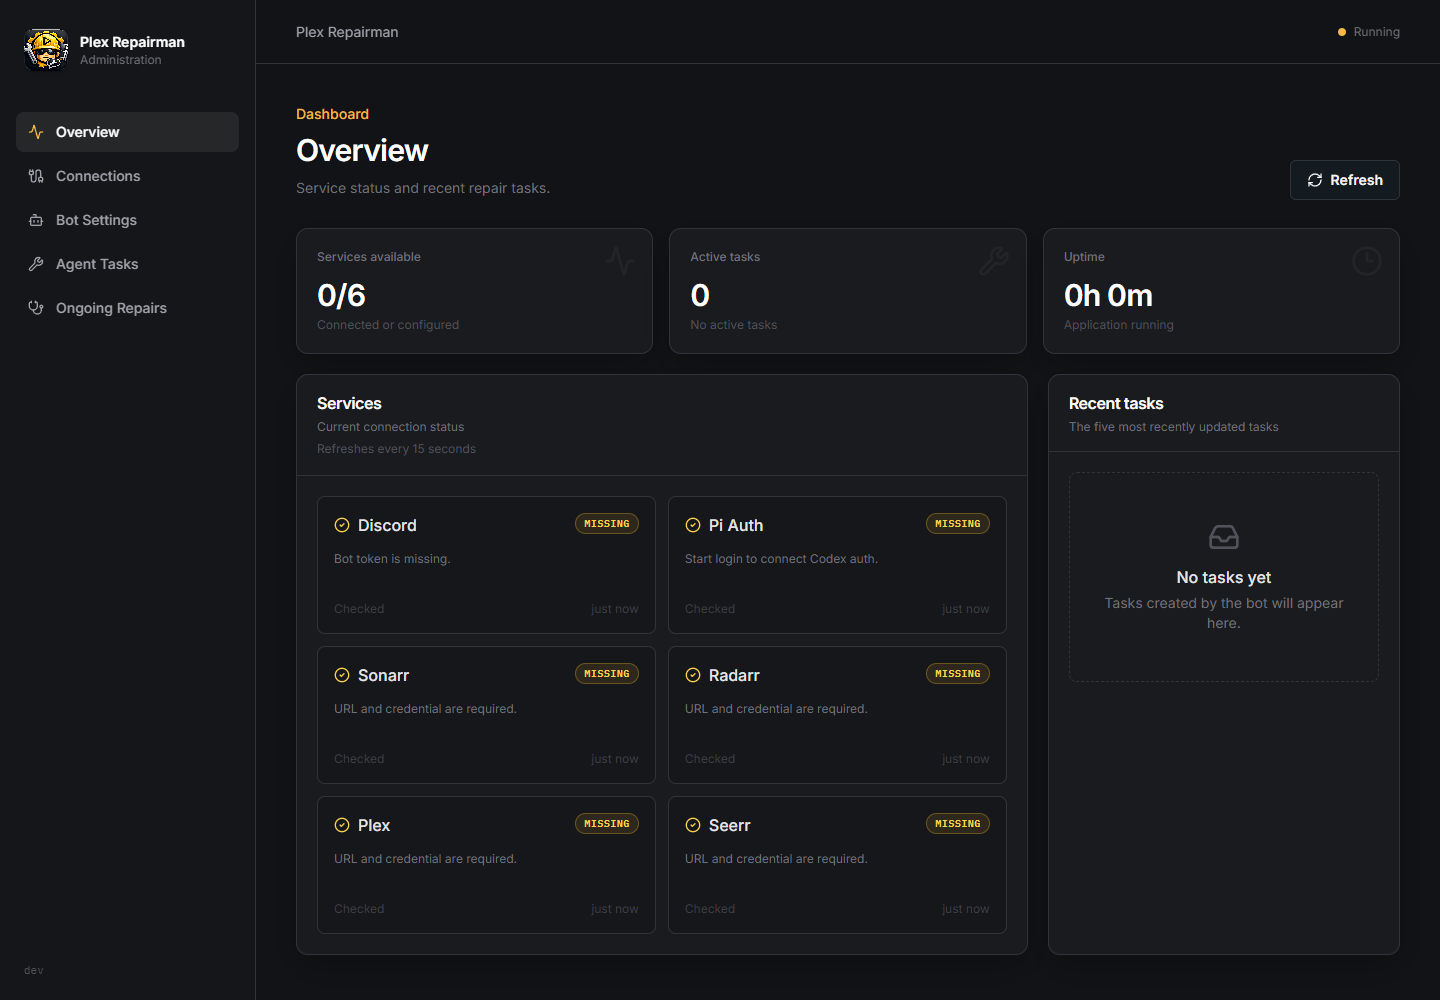 Plex Repairman
Administration
Overview
Connections
Bot Settings
Agent Tasks
Ongoing Repairs
dev
Plex Repairman
Running
Dashboard
Overview
Service status and recent repair tasks.
Refresh
Services available
0/6
Connected or configured
Active tasks
0
No active tasks
Uptime
0h 0m
Application running
Services
Current connection status
Refreshes every 15 seconds
Discord
MISSING
Bot token is missing.
Checked
just now
Pi Auth
MISSING
Start login to connect Codex auth.
Checked
just now
Sonarr
MISSING
URL and credential are required.
Checked
just now
Radarr
MISSING
URL and credential are required.
Checked
just now
Plex
MISSING
URL and credential are required.
Checked
just now
Seerr
MISSING
URL and credential are required.
Checked
just now
Recent tasks
The five most recently updated tasks
No tasks yet
Tasks created by the bot will appear
here.